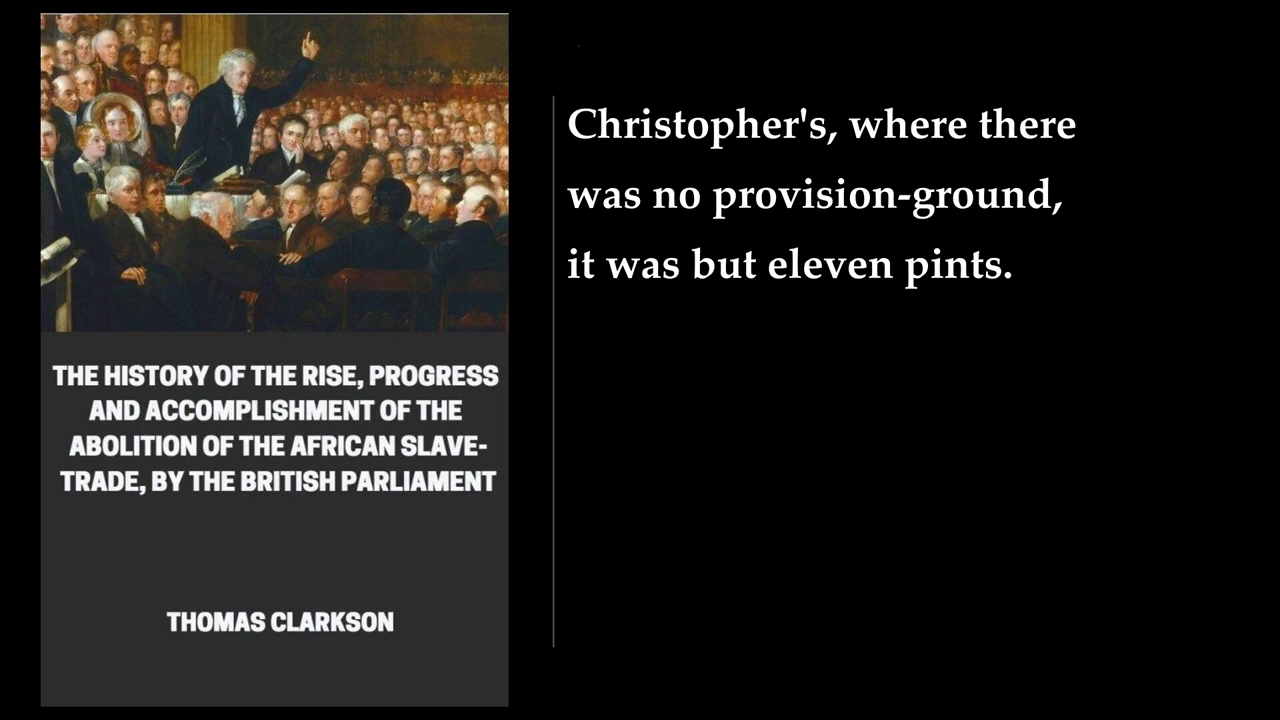 THE HISTORY OF THE RISE, PROGRESS
AND ACCOMPLISHMENT OF THE
ABOLITION OF THE AFRICAN SLAVE-
TRADE, BY THE BRITISH PARLIAMENT
THOMAS CLARKSON
Christopher's, where there
was no provision-ground,
it was but eleven pints.